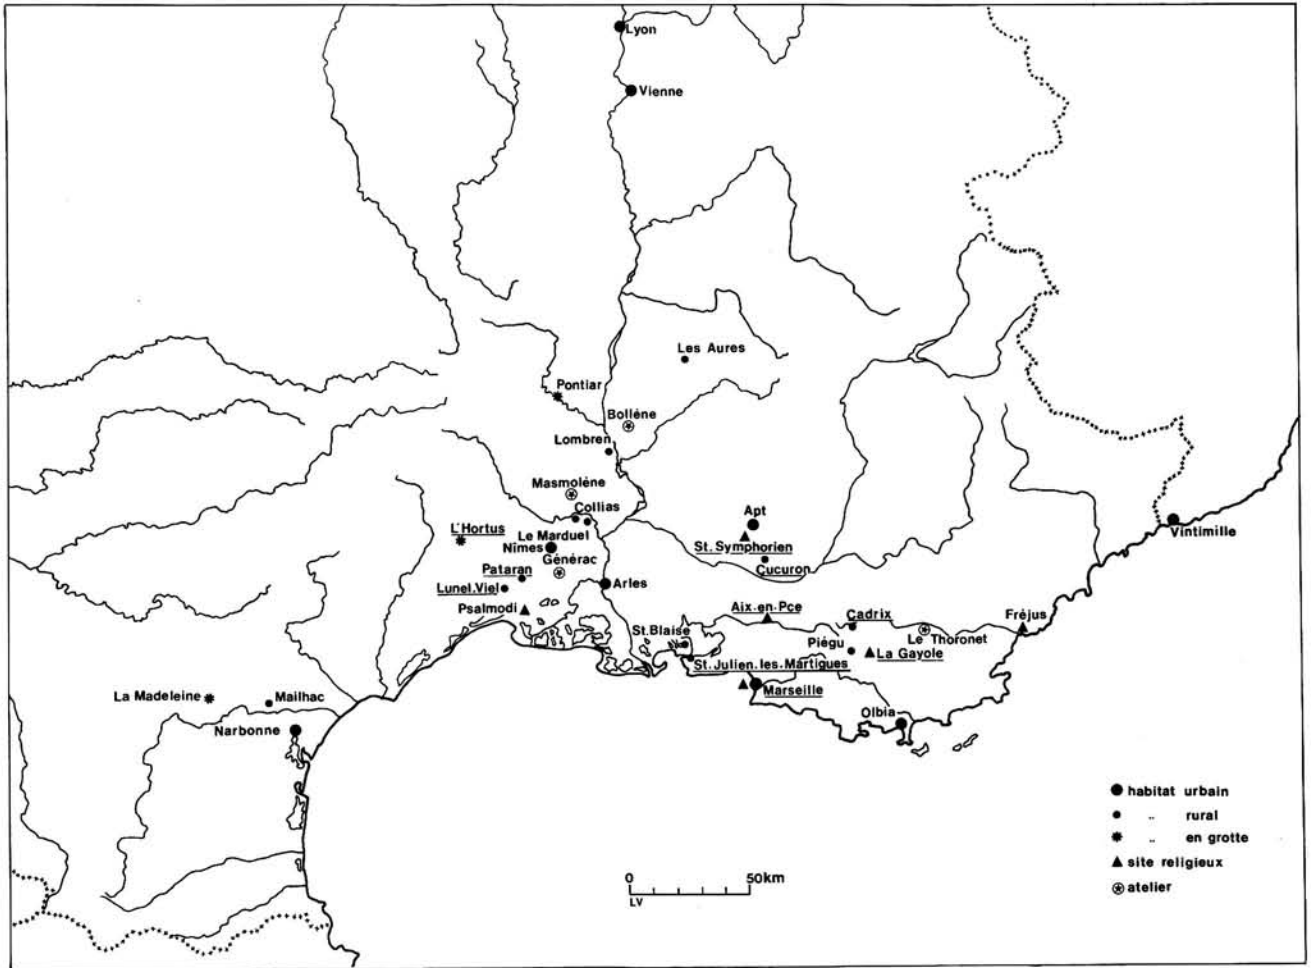 Lyon
Vienne
Les Aures
Pontiar
Bolléne
Lombren
Masmoléne
Collias
L'Hortus
Le Marduel
Nîmes
Générac
Pataran
Lunel.Viel
Psalmodi
Arles
Apt
St.Symphorien
Cucuron
Vintimille
Aix-en-Pce
Cadrix
Fréjus
St.Blaise
Piégu
Le Thoronet
La Gayole
St.Julien.les.Martigues
Marseille
Olbia
La Madeleine
Mailhac
Narbonne
habitat urbain
.. rural
.. en grotte
site religieux
atelier
0 50km
LV